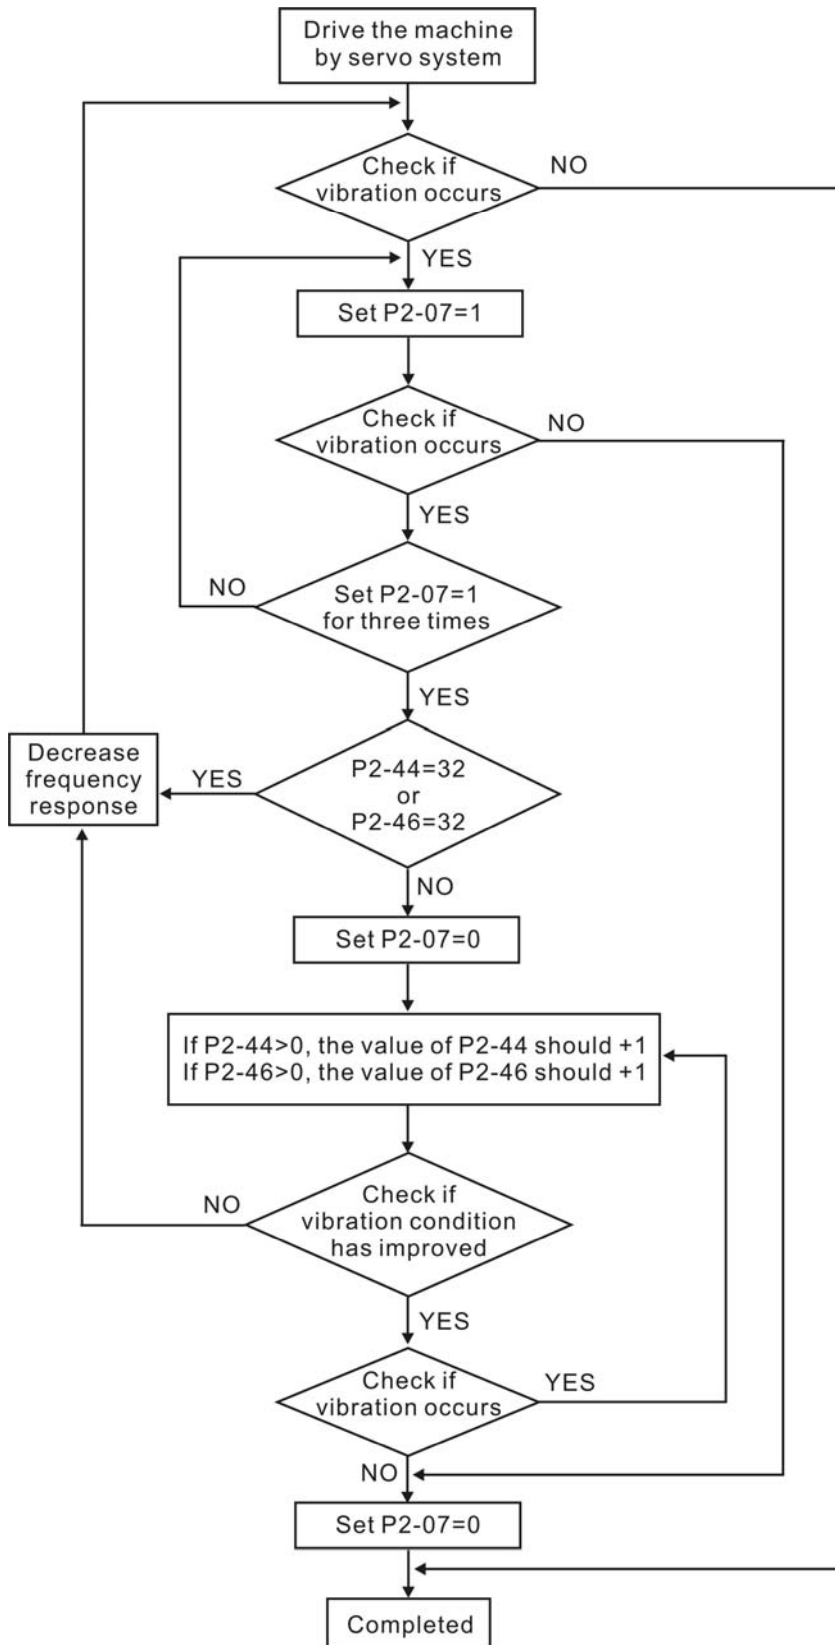 Drive the machine
by servo system
Check if
vibration occurs
NO
YES
Set P2-07=1
Check if
vibration occurs
NO
YES
Set P2-07=1
for three times
NO
YES
P2-44=32
or
P2-46=32
YES
Decrease
frequency
response
NO
Set P2-07=0
If P2-44>0, the value of P2-44 should +1
If P2-46>0, the value of P2-46 should +1
Check if
vibration condition
has improved
NO
YES
Check if
vibration occurs
YES
NO
Set P2-07=0
Completed